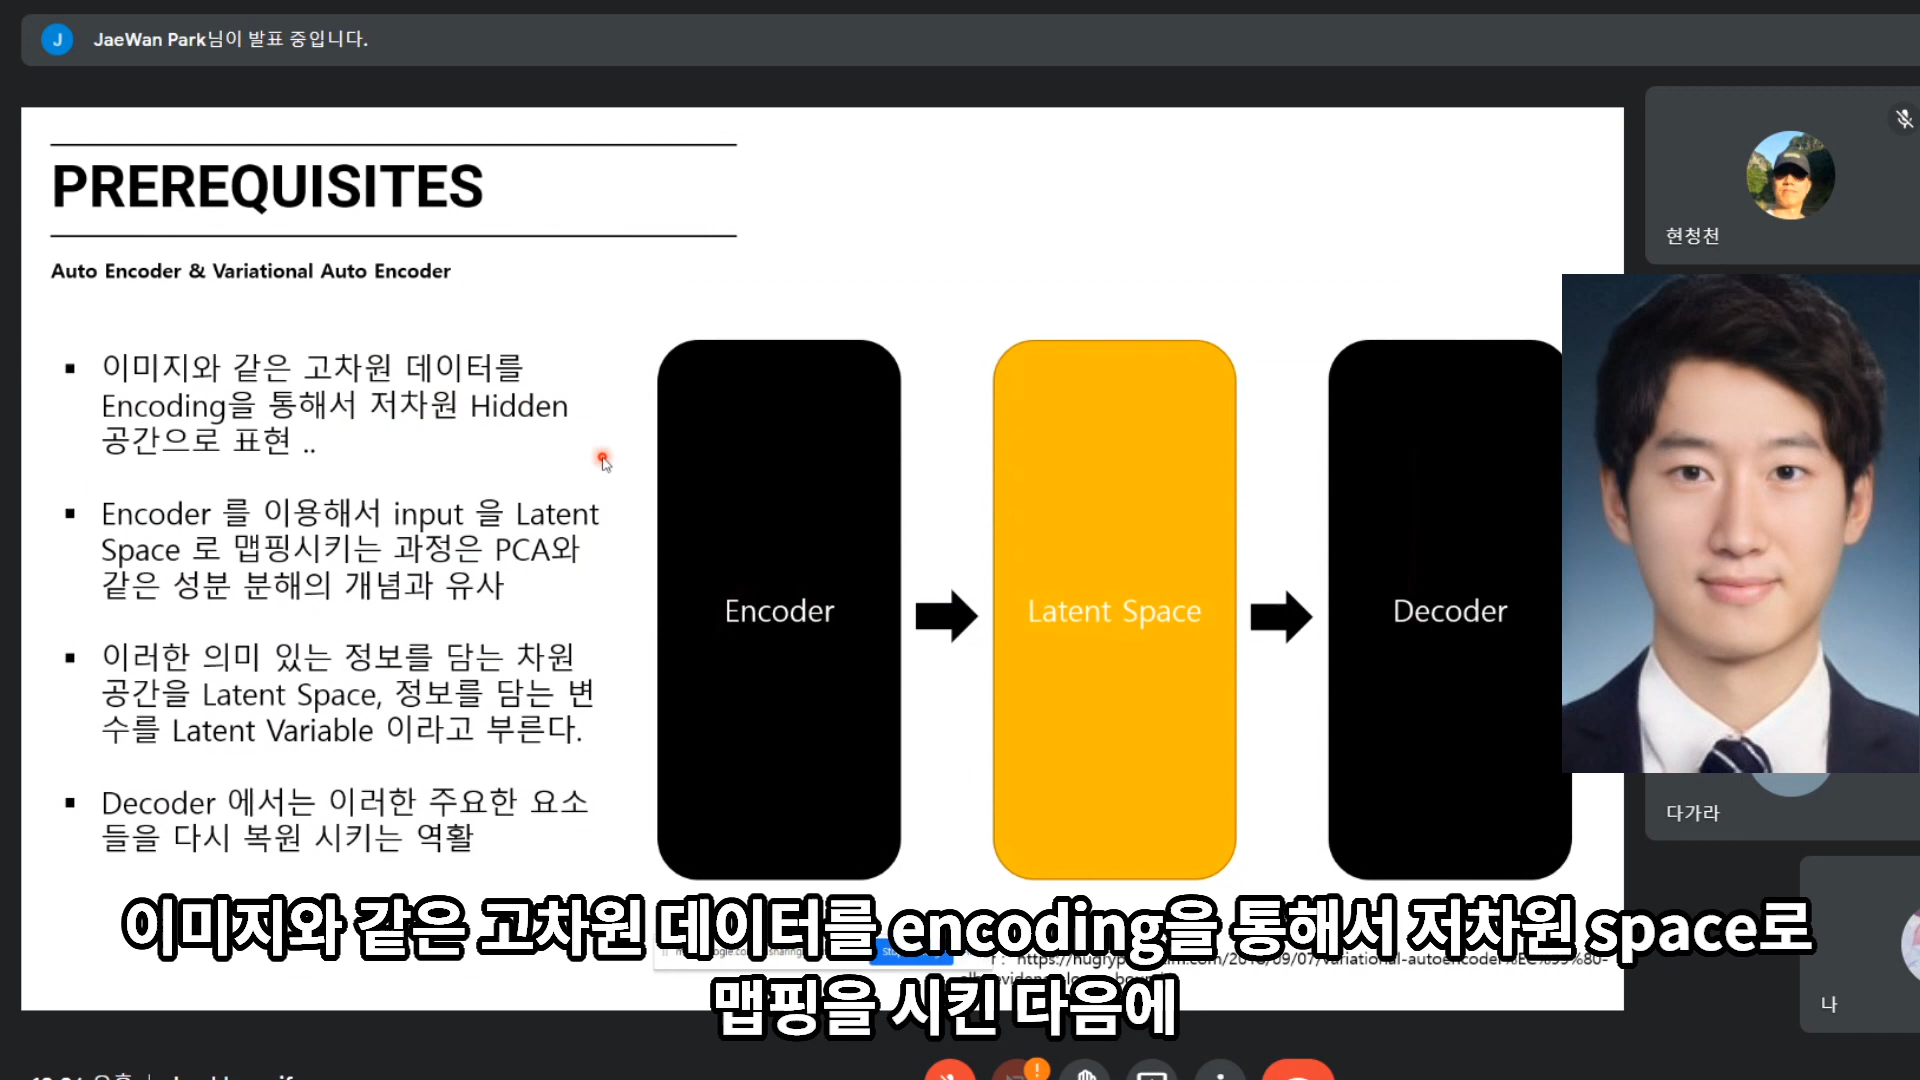 J JaeWan Park님이 발표 중입니다.
PREREQUISITES
Auto Encoder & Variational Auto Encoder
▪ 이미지와 같은 고차원 데이터를
Encoding을 통해서 저차원 Hidden
공간으로 표현 ..
▪ Encoder 를 이용해서 input 을 Latent
Space 로 맵핑시키는 과정은 PCA와
같은 성분 분해의 개념과 유사
▪ 이러한 의미 있는 정보를 담는 차원
공간을 Latent Space, 정보를 담는 변
수를 Latent Variable 이라고 부른다.
▪ Decoder 에서는 이러한 주요한 요소
들을 다시 복원 시키는 역활
Encoder
Latent Space
Decoder
현청천
다가라
나
이미지와 같은 고차원 데이터를 encoding을 통해서 저차원 space로
맵핑을 시킨 다음에